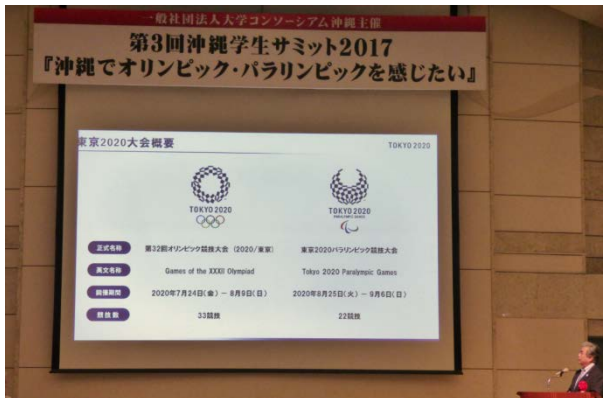 一般社団法人大学コンソーシアム沖縄主催
第3回沖縄学生サミット2017
『沖縄でオリンピック・パラリンピックを感じたい』
東京2020大会概要
TOKYO 2020
TOKYO 2020
TOKYO 2020
PARALYMPIC GAMES
正式名称 第32回オリンピック競技大会 (2020/東京) 東京2020パラリンピック競技大会
英文名称 Games of the XXXII Olympiad Tokyo 2020 Paralympic Games
開催期間 2020年7月24日(金) - 8月9日(日) 2020年8月25日(火) - 9月6日(日)
競技数 33競技 22競技